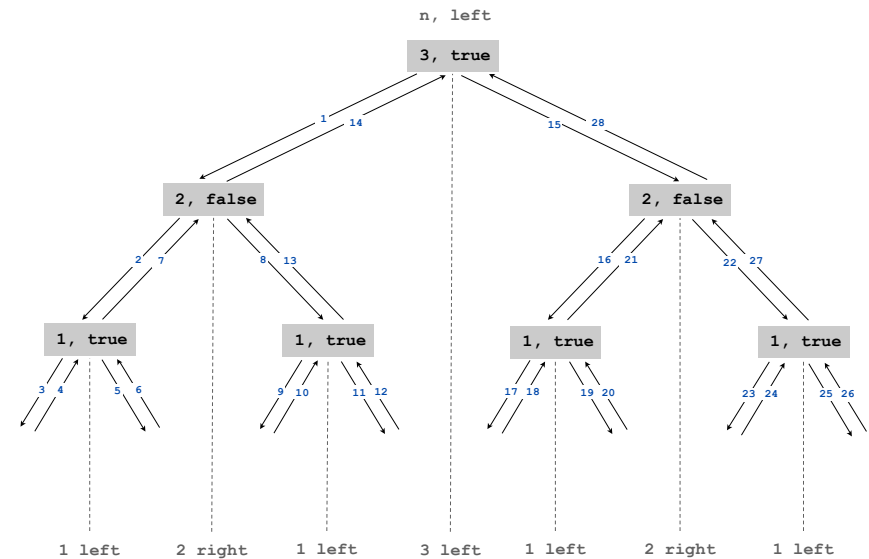 n, left
3, true
1
14
15
28
2, false
2, false
2
7
8
13
16
21
22
27
1, true
1, true
1, true
1, true
3
4
5
6
9
10
11
12
17
18
19
20
23
24
25
26
1 left
2 right
1 left
3 left
1 left
2 right
1 left